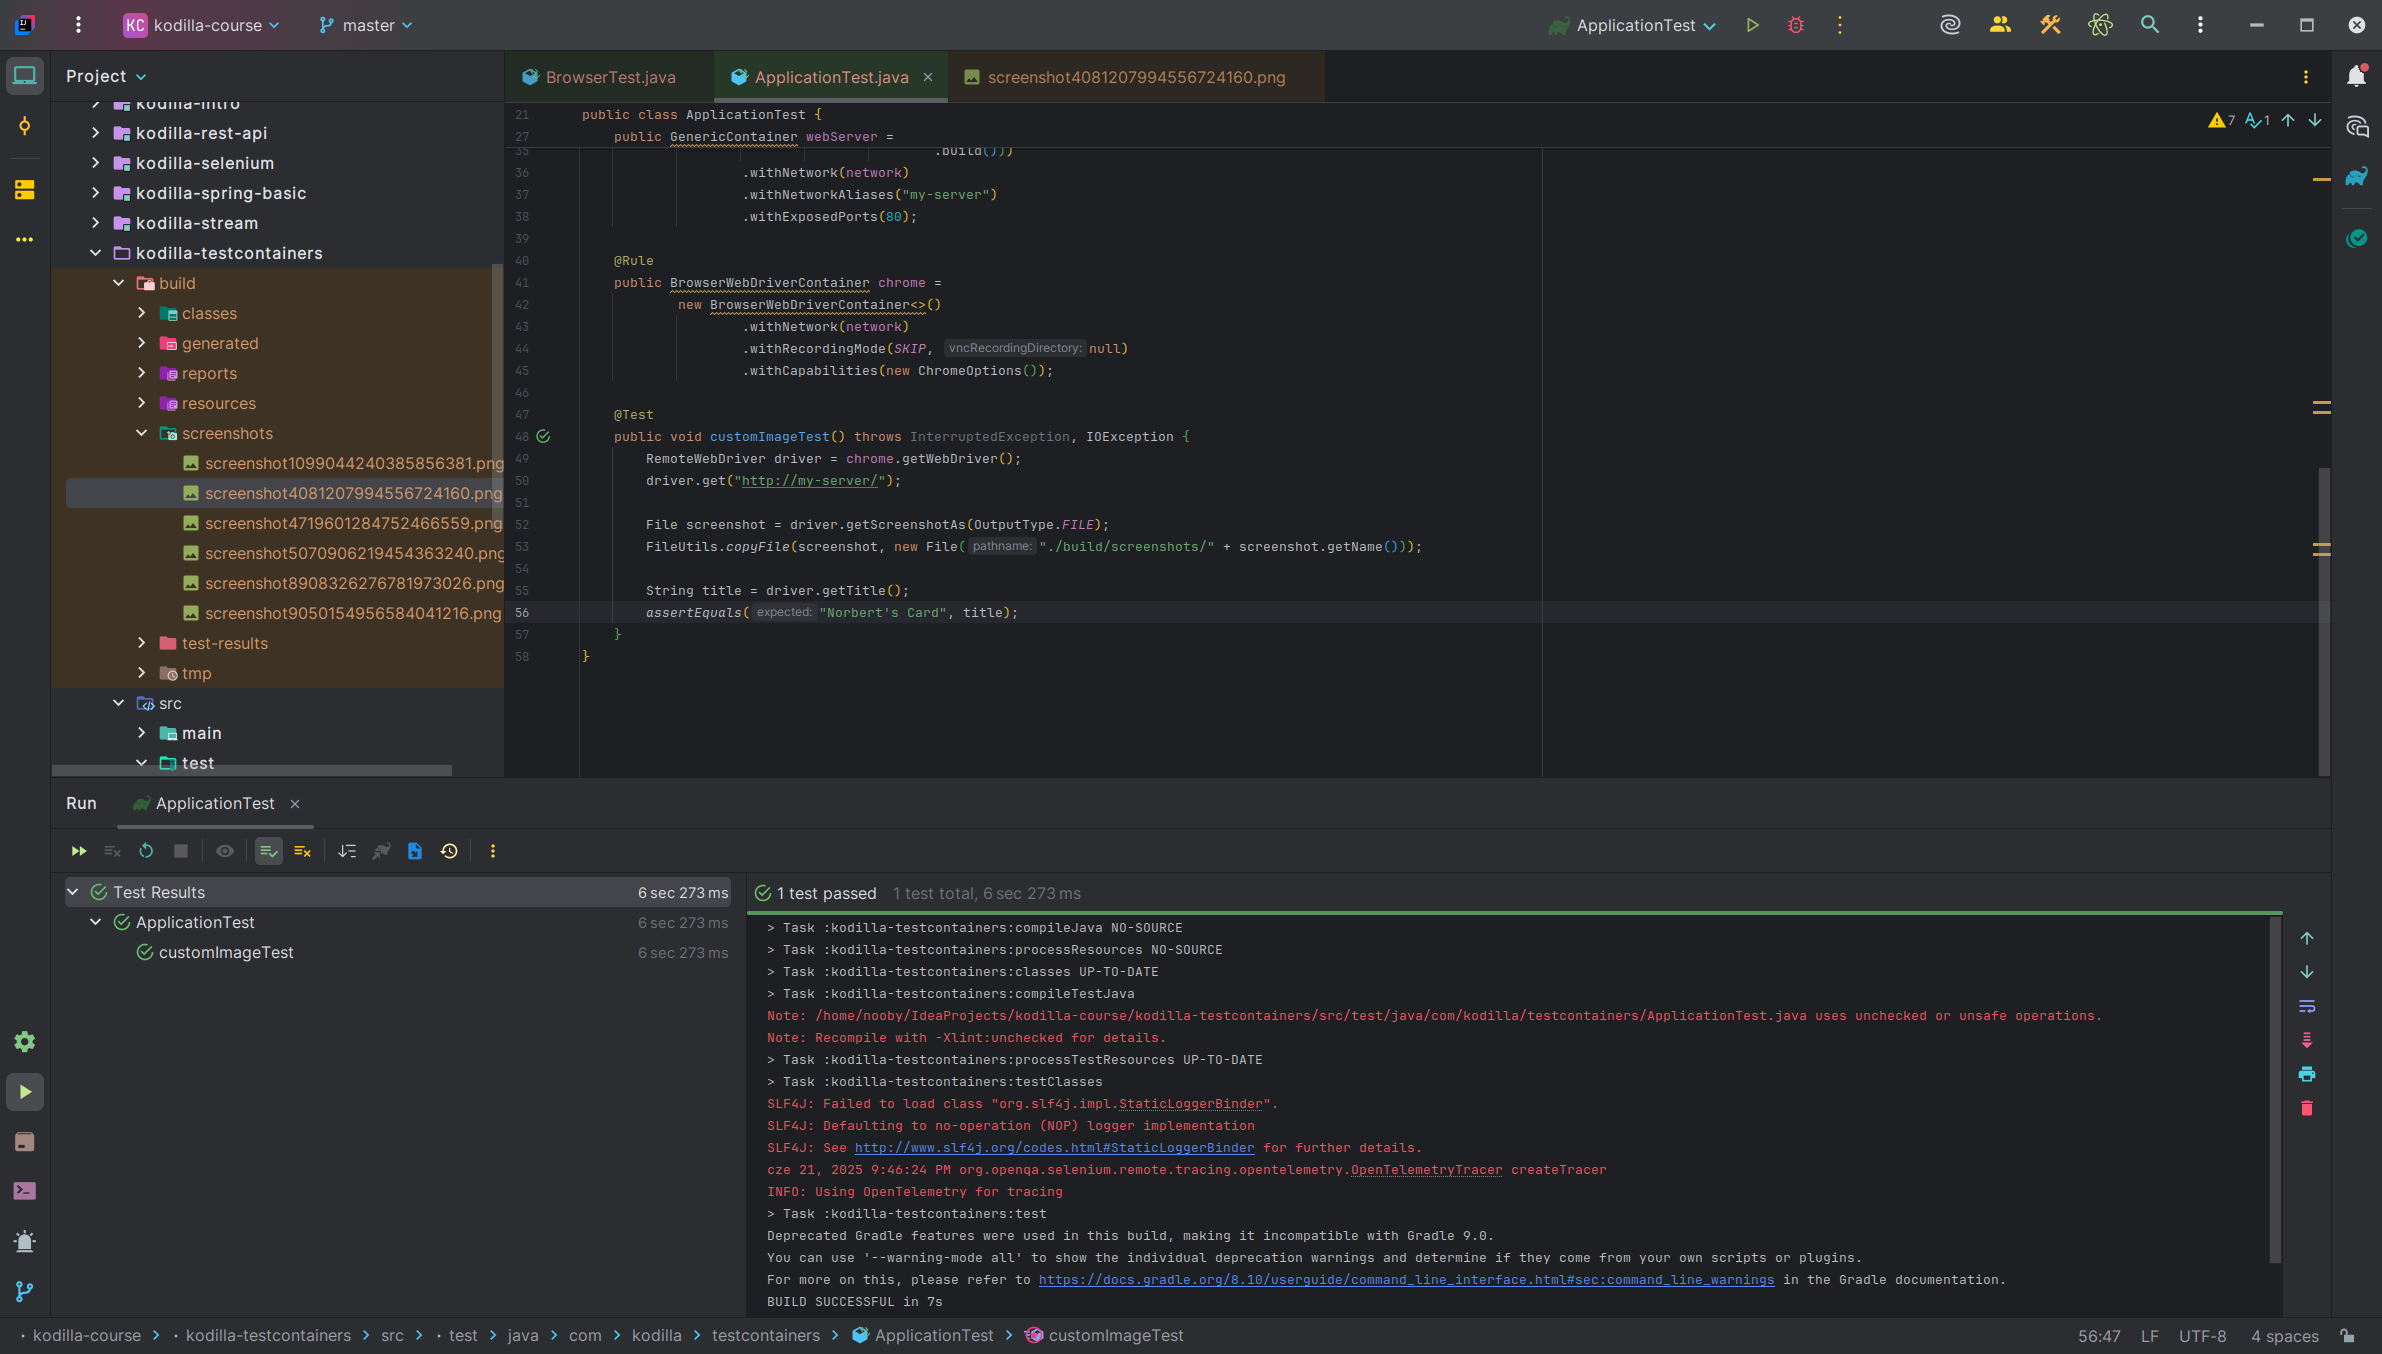 KC kodilla-course master ApplicationTest
Project
BrowserTest.java ApplicationTest.java screenshot4081207994556724160.png
kodilla-intro
kodilla-rest-api
kodilla-selenium
kodilla-spring-basic
kodilla-stream
kodilla-testcontainers
build
classes
generated
reports
resources
screenshots
screenshot1099044240385856381.png
screenshot4081207994556724160.png
screenshot4719601284752466559.png
screenshot5070906219454363240.png
screenshot8908326276781973026.png
screenshot9050154956584041216.png
test-results
tmp
src
main
test
7 1
21 public class ApplicationTest {
27 public GenericContainer webServer =
35 .build()))
36 .withNetwork(network)
37 .withNetworkAliases("my-server")
38 .withExposedPorts(80);
39
40 @Rule
41 public BrowserWebDriverContainer chrome =
42 new BrowserWebDriverContainer<>()
43 .withNetwork(network)
44 .withRecordingMode(SKIP, vncRecordingDirectory: null)
45 .withCapabilities(new ChromeOptions());
46
47 @Test
48 public void customImageTest() throws InterruptedException, IOException {
49 RemoteWebDriver driver = chrome.getWebDriver();
50 driver.get("http://my-server/");
51
52 File screenshot = driver.getScreenshotAs(OutputType.FILE);
53 FileUtils.copyFile(screenshot, new File( pathname: "./build/screenshots/" + screenshot.getName()));
54
55 String title = driver.getTitle();
56 assertEquals( expected: "Norbert's Card", title);
57 }
58 }
Run ApplicationTest
Test Results 6 sec 273 ms
ApplicationTest 6 sec 273 ms
customImageTest 6 sec 273 ms
1 test passed 1 test total, 6 sec 273 ms
> Task :kodilla-testcontainers:compileJava NO-SOURCE
> Task :kodilla-testcontainers:processResources NO-SOURCE
> Task :kodilla-testcontainers:classes UP-TO-DATE
> Task :kodilla-testcontainers:compileTestJava
Note: /home/nooby/IdeaProjects/kodilla-course/kodilla-testcontainers/src/test/java/com/kodilla/testcontainers/ApplicationTest.java uses unchecked or unsafe operations.
Note: Recompile with -Xlint:unchecked for details.
> Task :kodilla-testcontainers:processTestResources UP-TO-DATE
> Task :kodilla-testcontainers:testClasses
SLF4J: Failed to load class "org.slf4j.impl.StaticLoggerBinder".
SLF4J: Defaulting to no-operation (NOP) logger implementation
SLF4J: See http://www.slf4j.org/codes.html#StaticLoggerBinder for further details.
cze 21, 2025 9:46:24 PM org.openqa.selenium.remote.tracing.opentelemetry.OpenTelemetryTracer createTracer
INFO: Using OpenTelemetry for tracing
> Task :kodilla-testcontainers:test
Deprecated Gradle features were used in this build, making it incompatible with Gradle 9.0.
You can use '--warning-mode all' to show the individual deprecation warnings and determine if they come from your own scripts or plugins.
For more on this, please refer to https://docs.gradle.org/8.10/userguide/command_line_interface.html#sec:command_line_warnings in the Gradle documentation.
BUILD SUCCESSFUL in 7s
kodilla-course > kodilla-testcontainers > src > test > java > com > kodilla > testcontainers > ApplicationTest > customImageTest 56:47 LF UTF-8 4 spaces